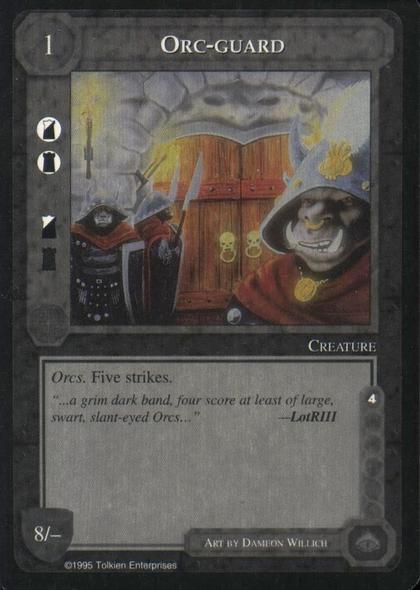 1
ORC-GUARD
CREATURE
Orcs. Five strikes.
“...a grim dark band, four score at least of large,
swart, slant-eyed Orcs...” —LotRIII
4
8/–
ART BY DAMEON WILLICH
©1995 Tolkien Enterprises